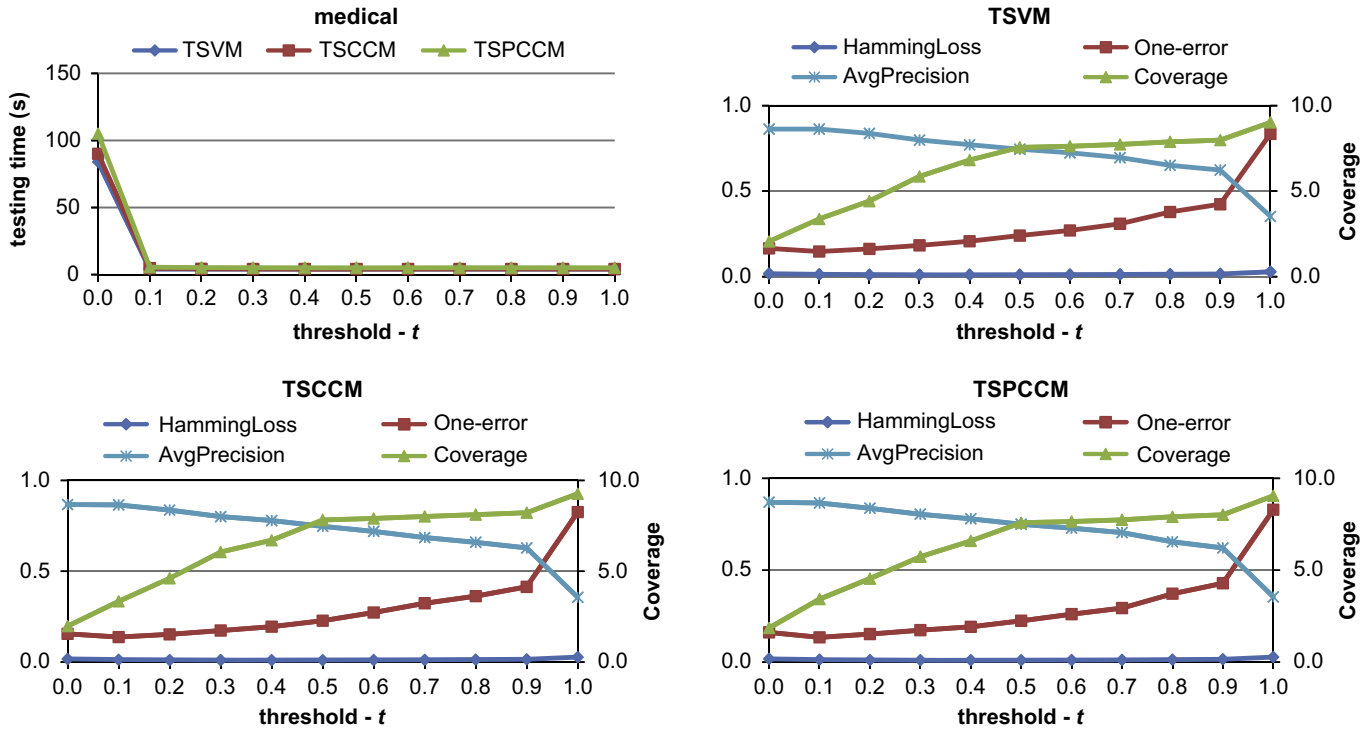 medical
TSVM TSCCM TSPCCM
testing time (s)
150
100
50
0
0.0 0.1 0.2 0.3 0.4 0.5 0.6 0.7 0.8 0.9 1.0
threshold - t
TSVM
HammingLoss One-error
AvgPrecision Coverage
1.0
0.5
0.0
10.0
5.0
0.0
Coverage
0.0 0.1 0.2 0.3 0.4 0.5 0.6 0.7 0.8 0.9 1.0
threshold - t
TSCCM
HammingLoss One-error
AvgPrecision Coverage
1.0
0.5
0.0
10.0
5.0
0.0
Coverage
0.0 0.1 0.2 0.3 0.4 0.5 0.6 0.7 0.8 0.9 1.0
threshold - t
TSPCCM
HammingLoss One-error
AvgPrecision Coverage
1.0
0.5
0.0
10.0
5.0
0.0
Coverage
0.0 0.1 0.2 0.3 0.4 0.5 0.6 0.7 0.8 0.9 1.0
threshold - t